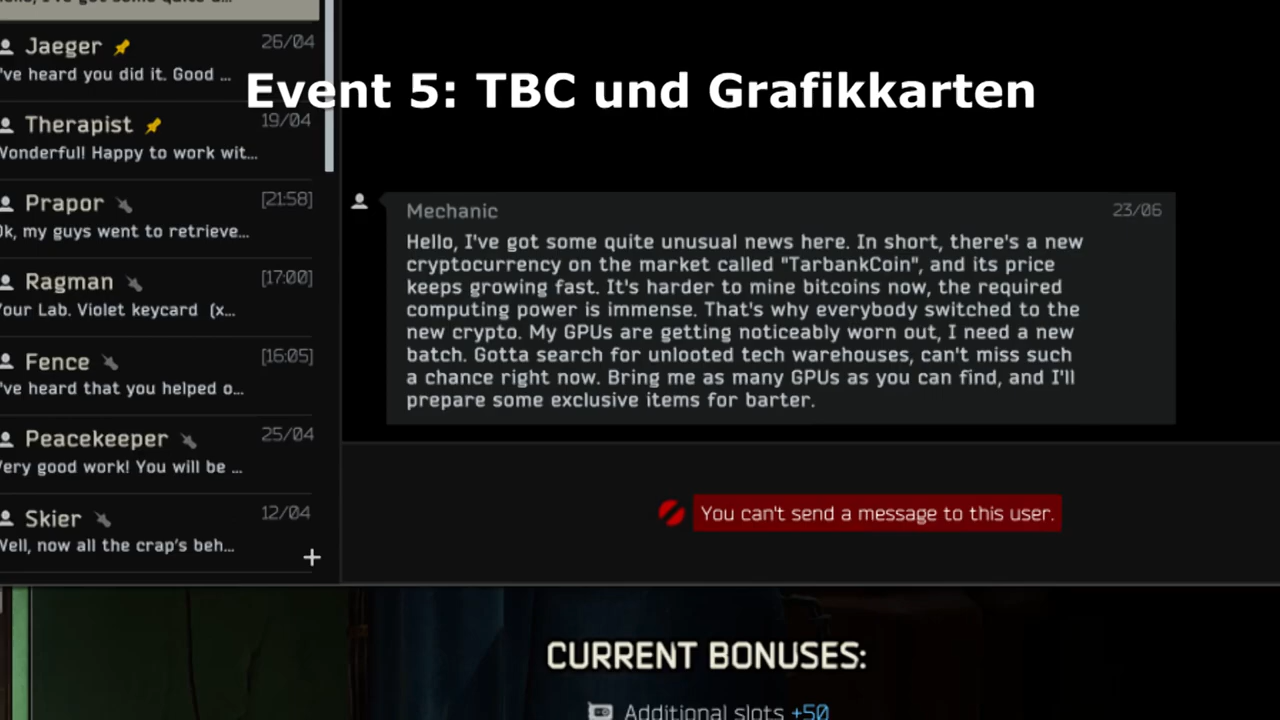 Jaeger 26/04
've heard you did it. Good ...
Event 5: TBC und Grafikkarten
Therapist 19/04
Wonderful! Happy to work wit...
Prapor [21:58]
Ok, my guys went to retrieve...
Ragman [17:00]
Your Lab. Violet keycard (x...
Fence [16:05]
've heard that you helped o...
Peacekeeper 25/04
Very good work! You will be ...
Skier 12/04
Well, now all the crap's beh...
+
Mechanic 23/06
Hello, I've got some quite unusual news here. In short, there's a new
cryptocurrency on the market called "TarbankCoin", and its price
keeps growing fast. It's harder to mine bitcoins now, the required
computing power is immense. That's why everybody switched to the
new crypto. My GPUs are getting noticeably worn out, I need a new
batch. Gotta search for unlooted tech warehouses, can't miss such
a chance right now. Bring me as many GPUs as you can find, and I'll
prepare some exclusive items for barter.
You can't send a message to this user.
CURRENT BONUSES:
Additional slots +50